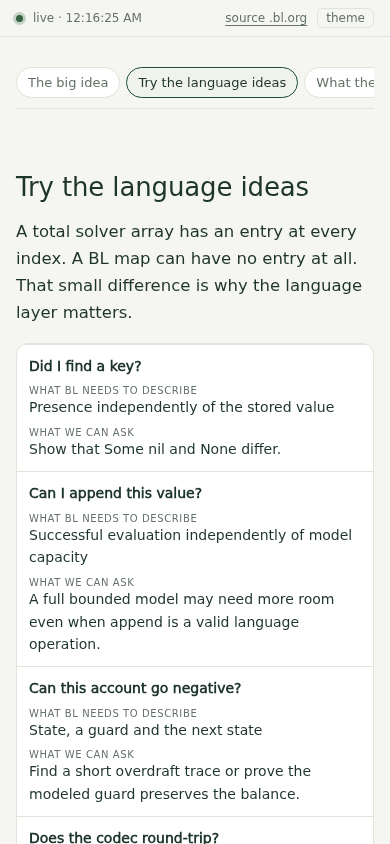 live · 12:16:25 AM
source .bl.org
theme
The big idea
Try the language ideas
What the
Try the language ideas
A total solver array has an entry at every
index. A BL map can have no entry at all.
That small difference is why the language
layer matters.
Did I find a key?
WHAT BL NEEDS TO DESCRIBE
Presence independently of the stored value
WHAT WE CAN ASK
Show that Some nil and None differ.
Can I append this value?
WHAT BL NEEDS TO DESCRIBE
Successful evaluation independently of model
capacity
WHAT WE CAN ASK
A full bounded model may need more room
even when append is a valid language
operation.
Can this account go negative?
WHAT BL NEEDS TO DESCRIBE
State, a guard and the next state
WHAT WE CAN ASK
Find a short overdraft trace or prove the
modeled guard preserves the balance.
Does the codec round-trip?